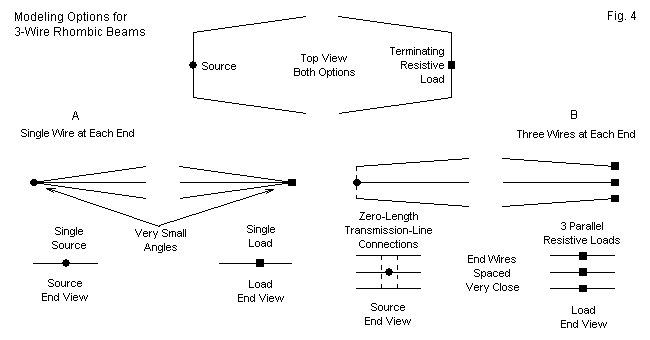 Modeling Options for
3-Wire Rhombic Beams
Fig. 4
Source
Top View
Both Options
Terminating
Resistive
Load
A
Single Wire at Each End
B
Three Wires at Each End
Single
Source
Very Small
Angles
Single
Load
Source
End View
Load
End View
Zero-Length
Transmission-Line
Connections
3 Parallel
Resistive Loads
End Wires
Spaced
Very Close
Source
End View
Load
End View